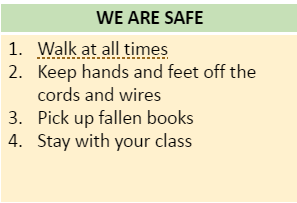 WE ARE SAFE
1. Walk at all times
2. Keep hands and feet off the
cords and wires
3. Pick up fallen books
4. Stay with your class